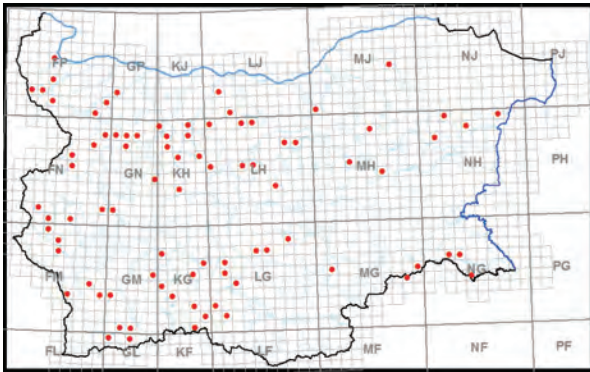 FP GP KJ LJ MJ NJ PJ
FN GN KH LH MH NH PH
FM GM KG LG MG NG PG
FL GL KF LF MF NF PF